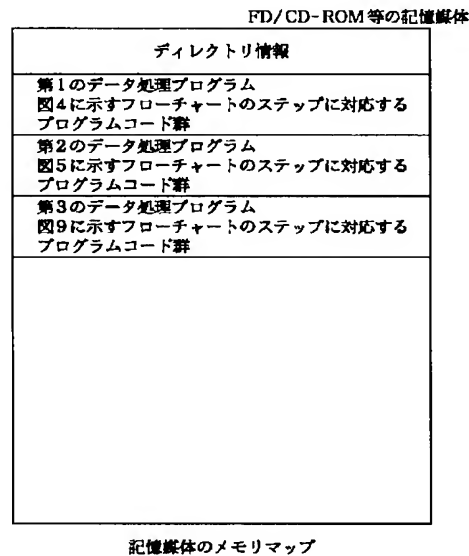 FD/CD-ROM等の記憶媒体
ディレクトリ情報
第1のデータ処理プログラム
図4に示すフローチャートのステップに対応する
プログラムコード群
第2のデータ処理プログラム
図5に示すフローチャートのステップに対応する
プログラムコード群
第3のデータ処理プログラム
図9に示すフローチャートのステップに対応する
プログラムコード群
記憶媒体のメモリマップ